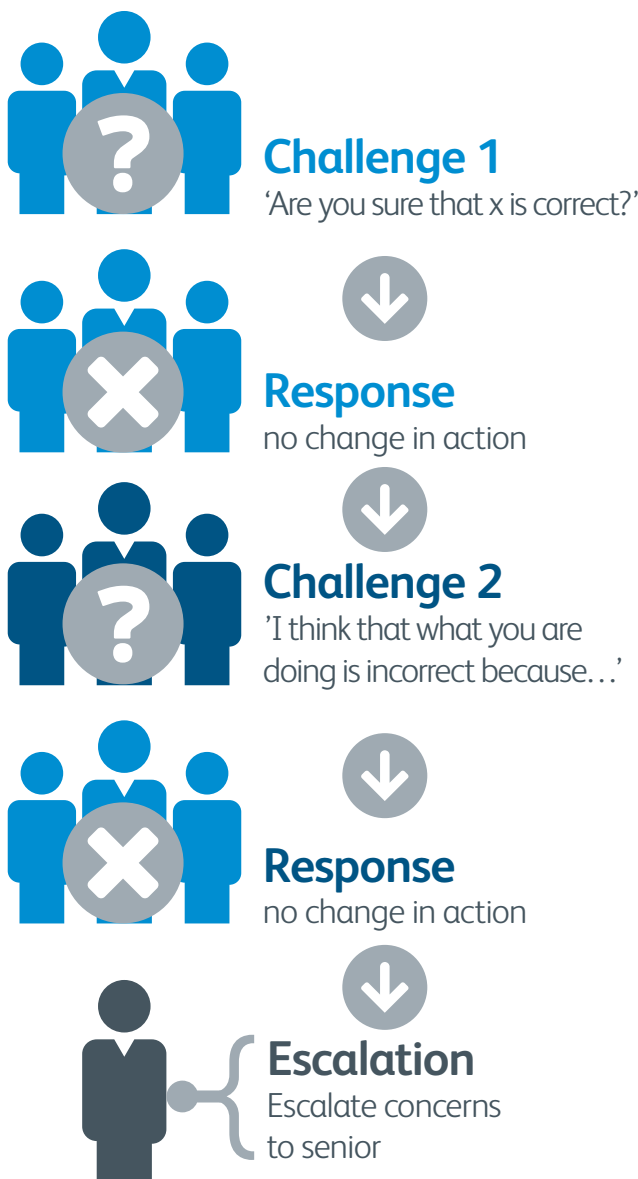 ?
Challenge 1
‘Are you sure that x is correct?’
Response
no change in action
?
Challenge 2
’I think that what you are
doing is incorrect because…’
Response
no change in action
Escalation
Escalate concerns
to senior